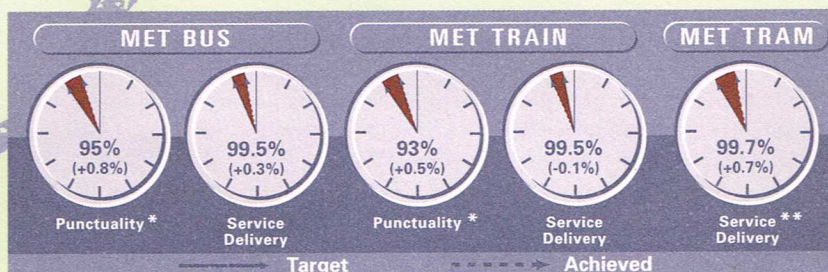 MET BUS
MET TRAIN
MET TRAM
95%
(+0.8%)
99.5%
(+0.3%)
93%
(+0.5%)
99.5%
(-0.1%)
99.7%
(+0.7%)
Punctuality *
Service
Delivery
Punctuality *
Service
Delivery
Service **
Delivery
Target
Achieved